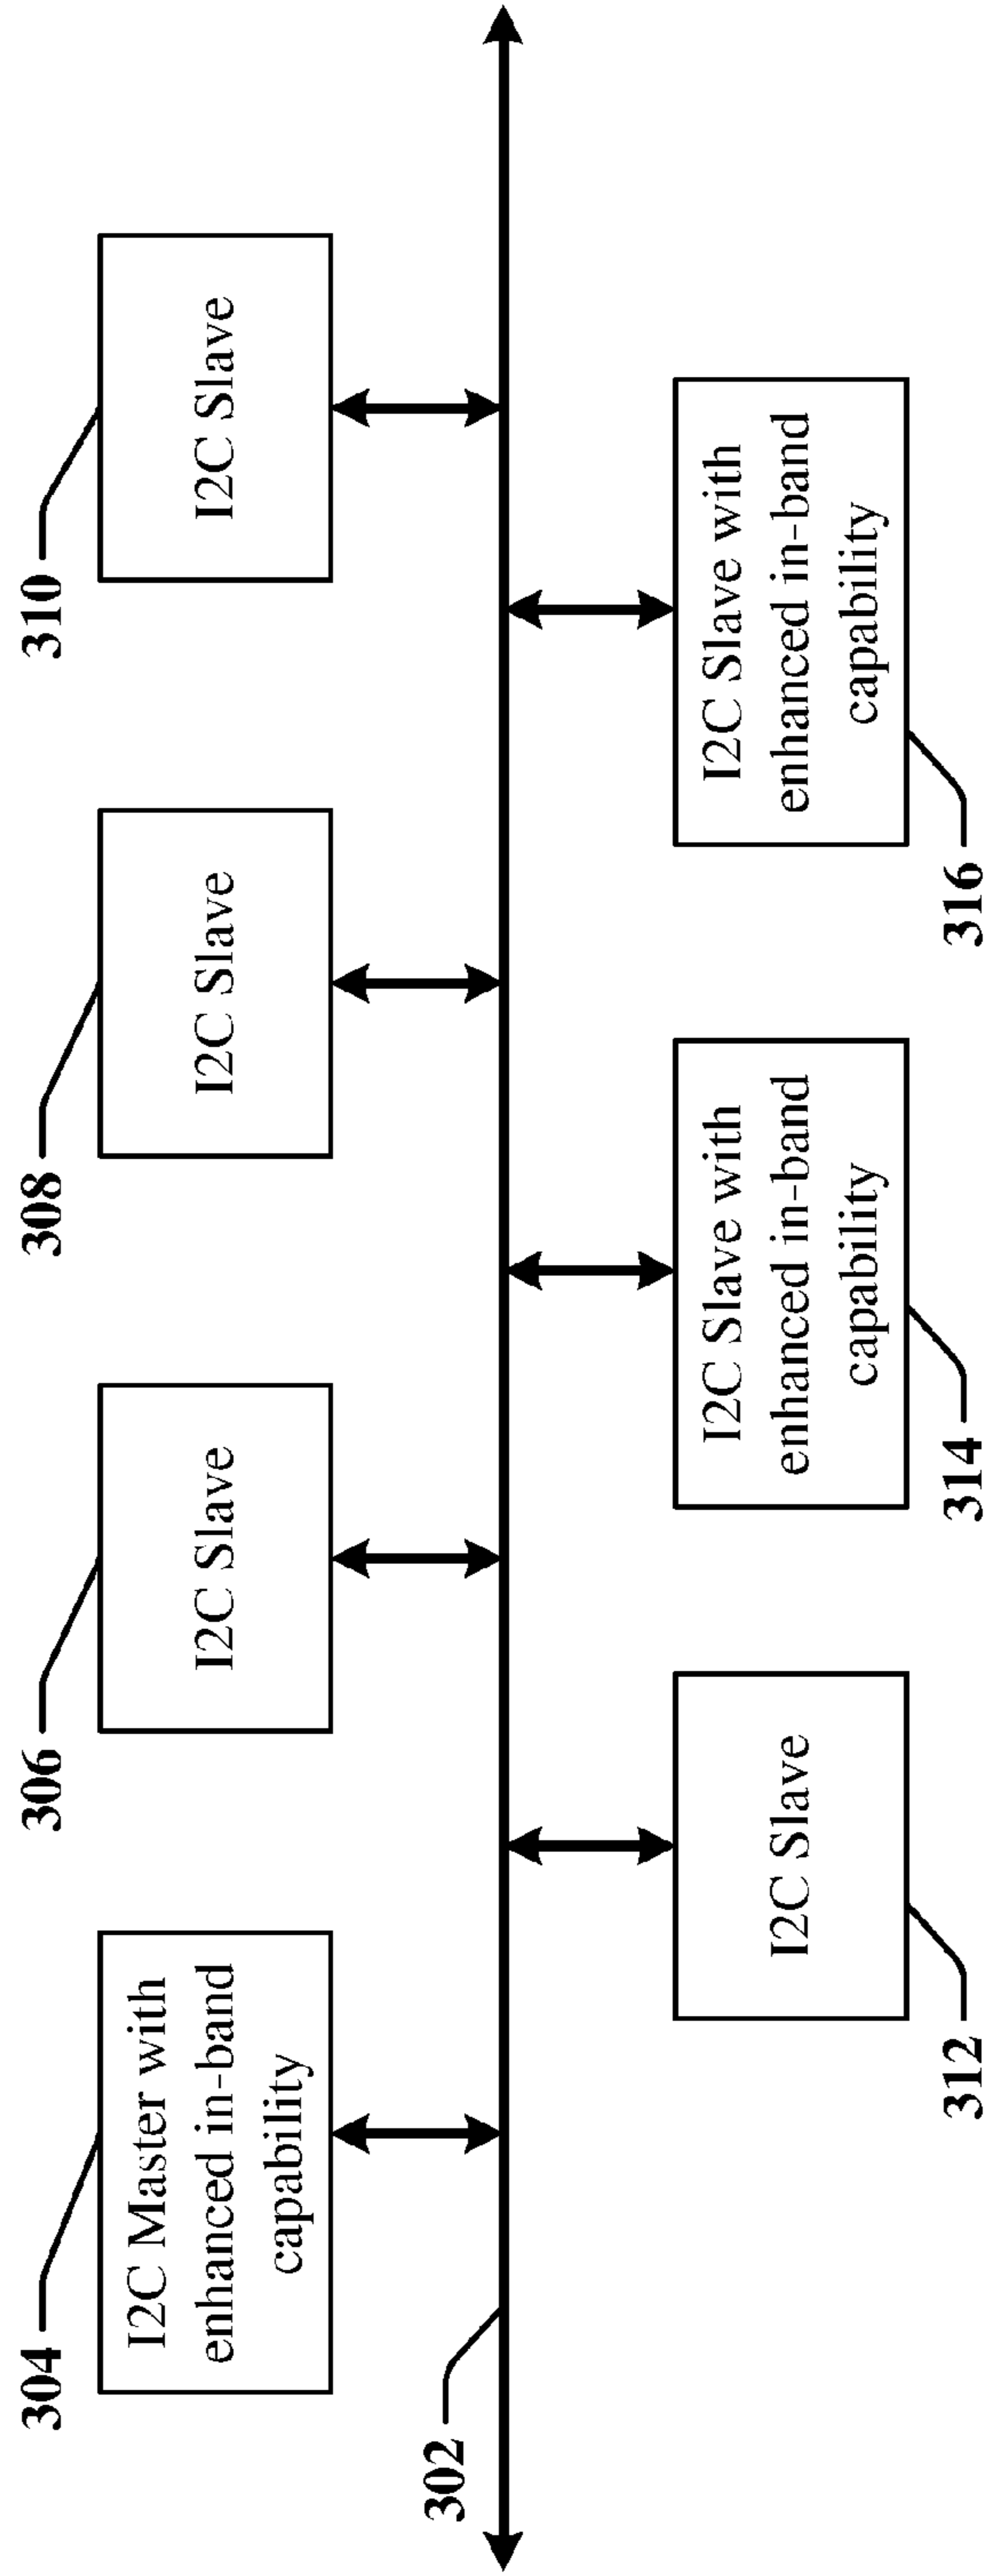 304
I2C Master with
enhanced in-band
capability
306
I2C Slave
308
I2C Slave
310
I2C Slave
302
312
I2C Slave
314
I2C Slave with
enhanced in-band
capability
316
I2C Slave with
enhanced in-band
capability